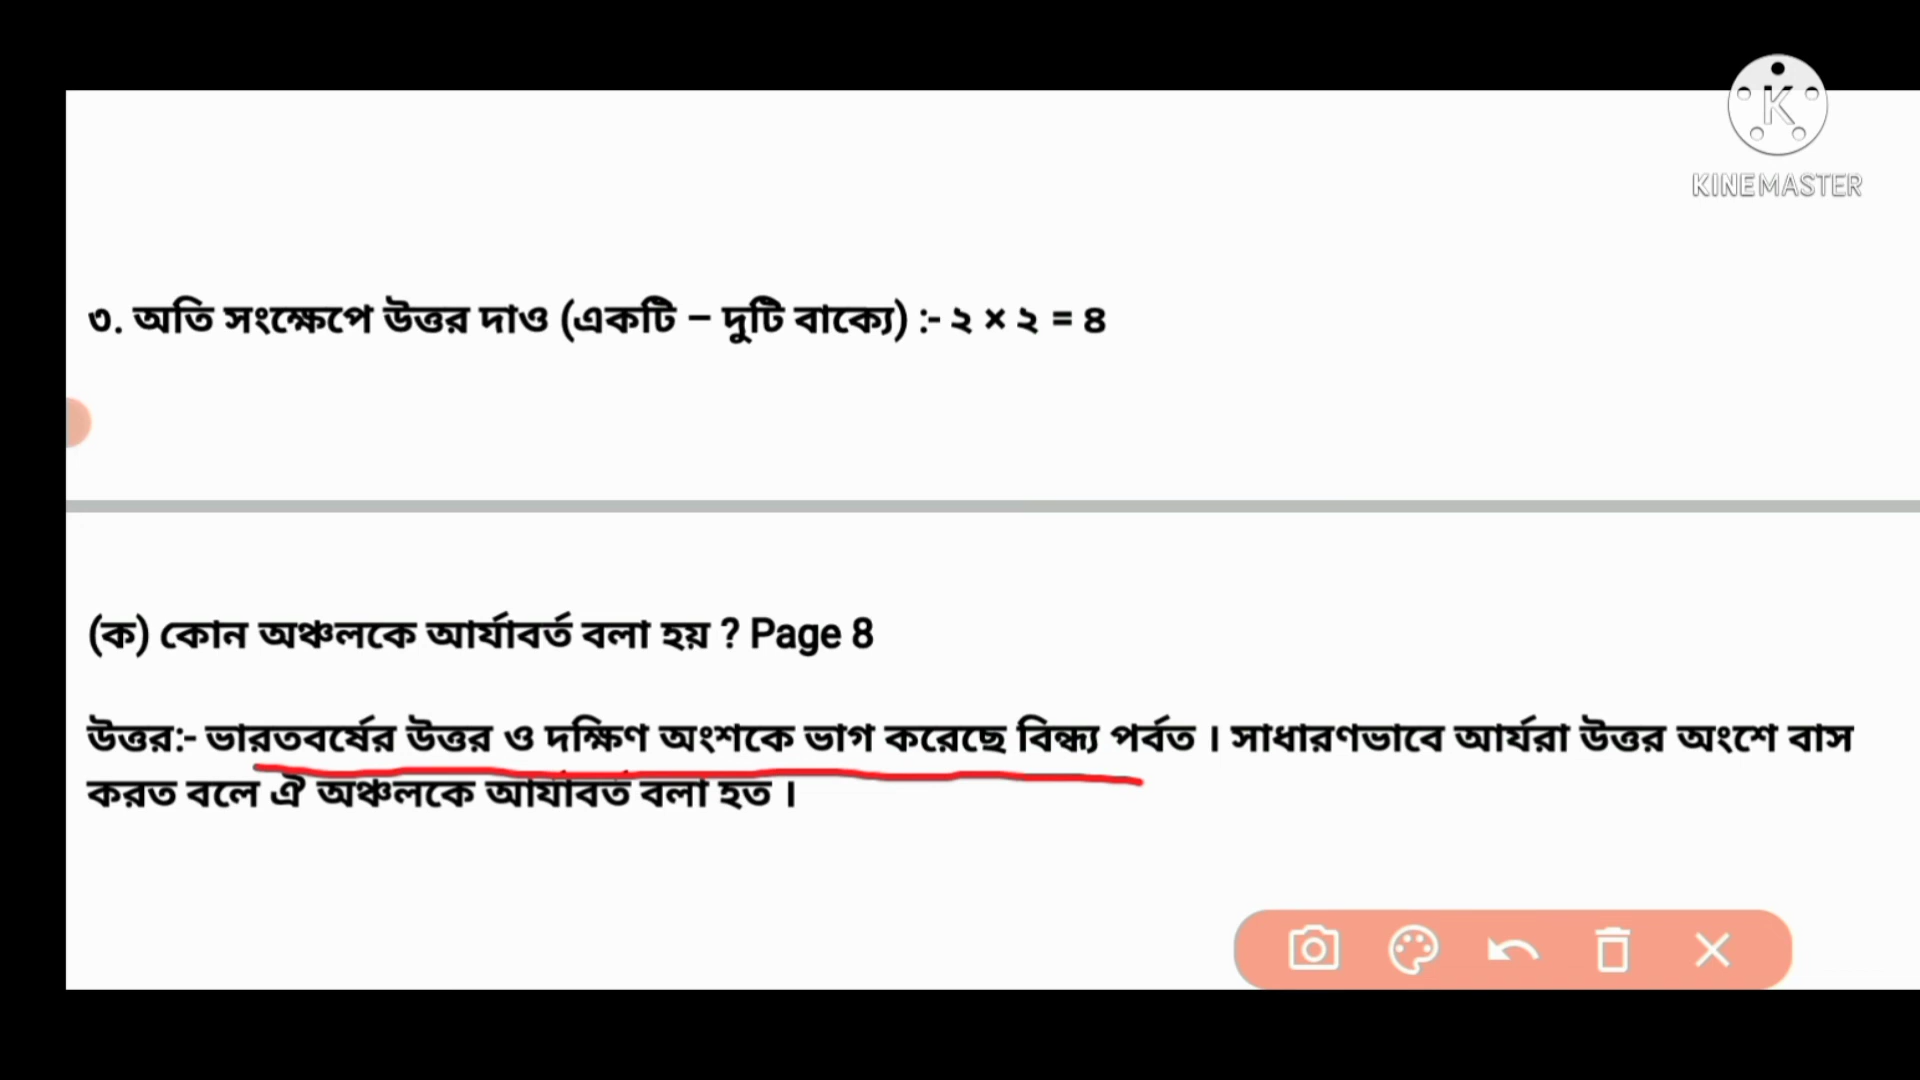 K
KINEMASTER
৩. অতি সংক্ষেপে উত্তর দাও (একটি – দুটি বাক্যে) :- ২ × ২ = ৪
(ক) কোন অঞ্চলকে আর্যাবর্ত বলা হয় ? Page 8
উত্তর:- ভারতবর্ষের উত্তর ও দক্ষিণ অংশকে ভাগ করেছে বিন্ধ্য পর্বত । সাধারণভাবে আর্যরা উত্তর অংশে বাস
করত বলে ঐ অঞ্চলকে আর্যাবর্ত বলা হত ।